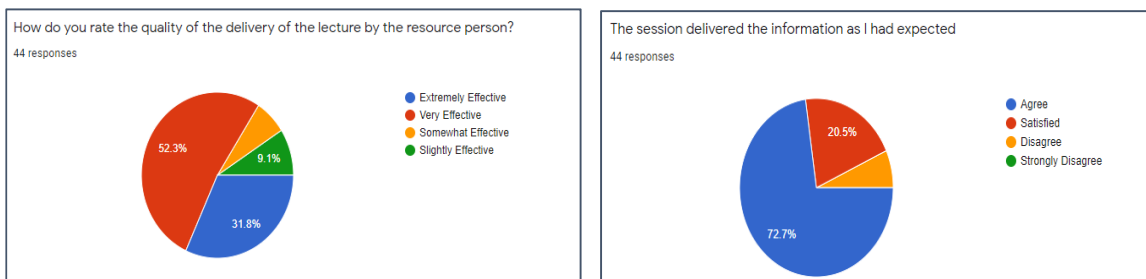 How do you rate the quality of the delivery of the lecture by the resource person?
44 responses
Extremely Effective
Very Effective
Somewhat Effective
Slightly Effective
52.3%
9.1%
31.8%
The session delivered the information as I had expected
44 responses
Agree
Satisfied
Disagree
Strongly Disagree
20.5%
72.7%